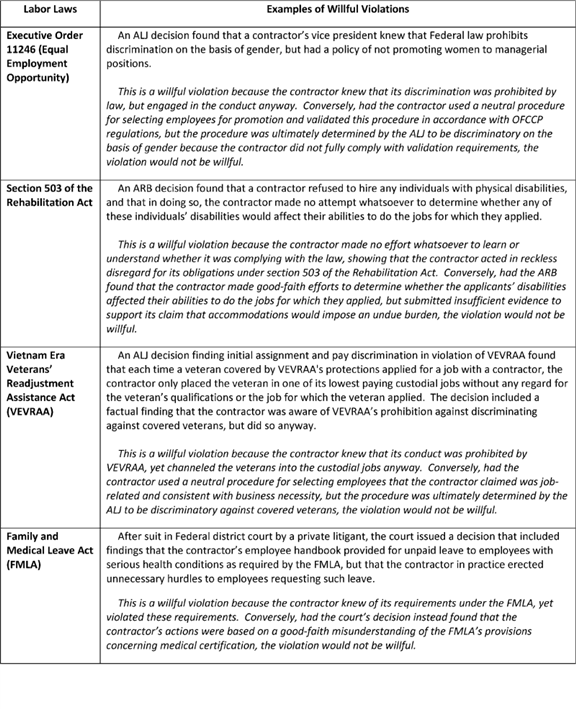 Labor Laws
Examples of Willful Violations
Executive Order
11246 (Equal
Employment
Opportunity)
An ALJ decision found that a contractor's vice president knew that Federal law prohibits
discrimination on the basis of gender, but had a policy of not promoting women to managerial
positions.
This is a willful violation because the contractor knew that its discrimination was prohibited by
law, but engaged in the conduct anyway.  Conversely, had the contractor used a neutral procedure
for selecting employees for promotion and validated this procedure in accordance with OFCCP
regulations, but the procedure was ultimately determined by the ALJ to be discriminatory on the
basis of gender because the contractor did not fully comply with validation requirements, the
violation would not be willful.
Section 503 of the
Rehabilitation Act
An ARB decision found that a contractor refused to hire any individuals with physical disabilities,
and that in doing so, the contractor made no attempt whatsoever to determine whether any of
these individuals' disabilities would affect their abilities to do the jobs for which they applied.
This is a willful violation because the contractor made no effort whatsoever to learn or
understand whether it was complying with the law, showing that the contractor acted in reckless
disregard for its obligations under section 503 of the Rehabilitation Act.  Conversely, had the ARB
found that the contractor made good-faith efforts to determine whether the applicants' disabilities
affected their abilities to do the jobs for which they applied, but submitted insufficient evidence to
support its claim that accommodations would impose an undue burden, the violation would not be
willful.
Vietnam Era
Veterans'
Readjustment
Assistance Act
(VEVRAA)
An ALJ decision finding initial assignment and pay discrimination in violation of VEVRAA found
that each time a veteran covered by VEVRAA's protections applied for a job with a contractor, the
contractor only placed the veteran in one of its lowest paying custodial jobs without any regard for
the veteran's qualifications or the job for which the veteran applied.  The decision included a
factual finding that the contractor was aware of VEVRAA's prohibition against discriminating
against covered veterans, but did so anyway.
This is a willful violation because the contractor knew that its conduct was prohibited by
VEVRAA, yet channeled the veterans into the custodial jobs anyway.  Conversely, had the
contractor used a neutral procedure for selecting employees that the contractor claimed was job-
related and consistent with business necessity, but the procedure was ultimately determined by the
ALJ to be discriminatory against covered veterans, the violation would not be willful.
Family and
Medical Leave Act
(FMLA)
After suit in Federal district court by a private litigant, the court issued a decision that included
findings that the contractor's employee handbook provided for unpaid leave to employees with
serious health conditions as required by the FMLA, but that the contractor in practice erected
unnecessary hurdles to employees requesting such leave.
This is a willful violation because the contractor knew of its requirements under the FMLA, yet
violated these requirements.  Conversely, had the court's decision instead found that the
contractor's actions were based on a good-faith misunderstanding of the FMLA's provisions
concerning medical certification, the violation would not be willful.